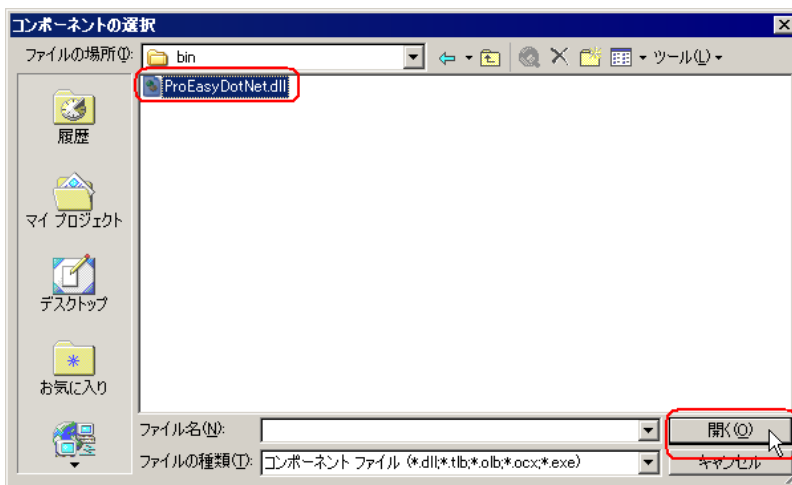 コンポーネントの選択
ファイルの場所(I):
bin
ツール(L)
ProEasyDotNet.dll
履歴
マイ プロジェクト
デスクトップ
お気に入り
ファイル名(N):
開く(O)
ファイルの種類(T):
コンポーネント ファイル (*.dll;*.tlb;*.olb;*.ocx;*.exe)
キャンセル